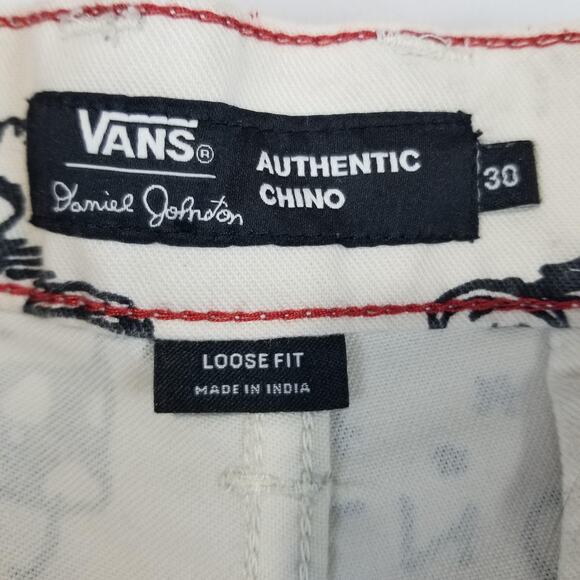 VANS®
Daniel Johnston
AUTHENTIC
CHINO
30
LOOSE FIT
MADE IN INDIA